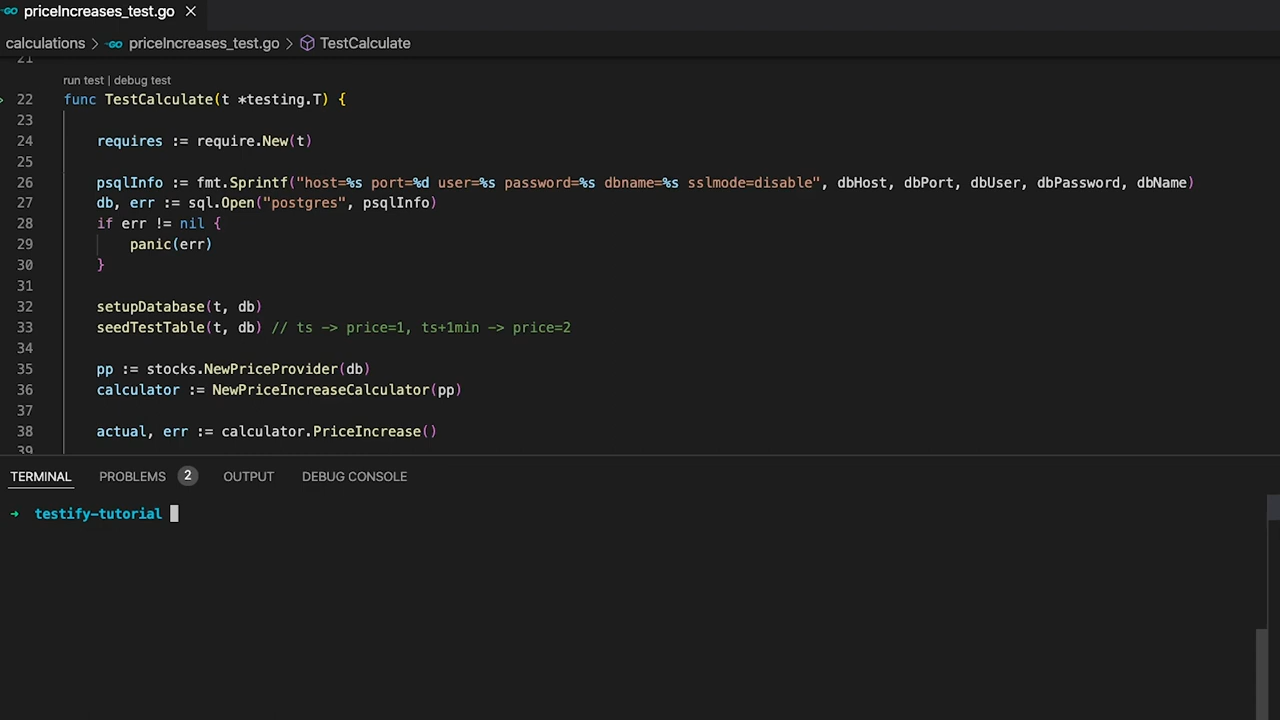 GO priceIncreases_test.go ×
calculations > GO priceIncreases_test.go > TestCalculate
21
run test | debug test
22 func TestCalculate(t *testing.T) {
23
24 requires := require.New(t)
25
26 psqlInfo := fmt.Sprintf("host=%s port=%d user=%s password=%s dbname=%s sslmode=disable", dbHost, dbPort, dbUser, dbPassword, dbName)
27 db, err := sql.Open("postgres", psqlInfo)
28 if err != nil {
29 panic(err)
30 }
31
32 setupDatabase(t, db)
33 seedTestTable(t, db) // ts -> price=1, ts+1min -> price=2
34
35 pp := stocks.NewPriceProvider(db)
36 calculator := NewPriceIncreaseCalculator(pp)
37
38 actual, err := calculator.PriceIncrease()
39
TERMINAL PROBLEMS 2 OUTPUT DEBUG CONSOLE
→ testify-tutorial